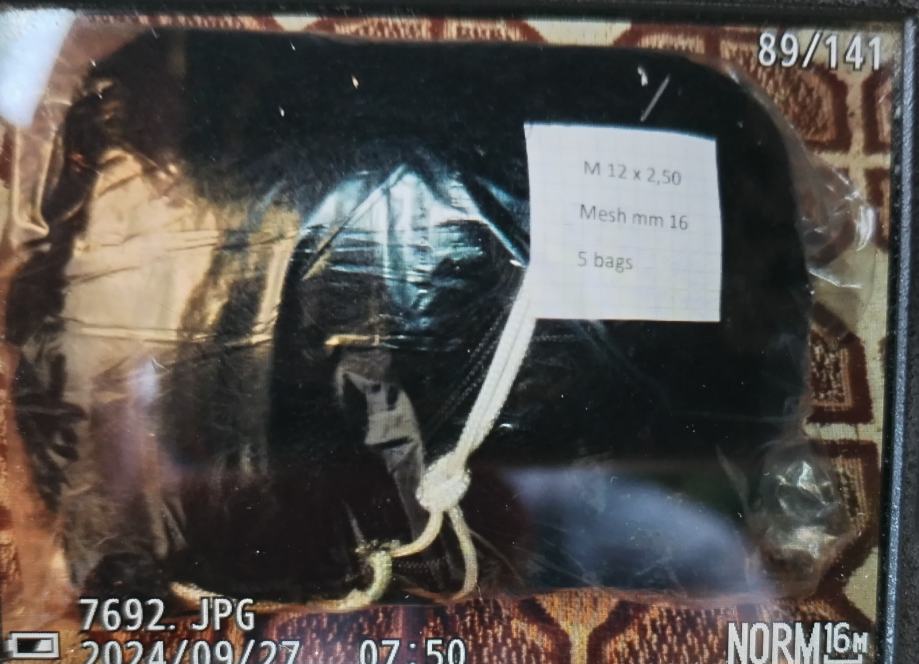 89/141
M 12 x 2,50
Mesh mm 16
5 bags
7692. JPG
2024/09/27 07:50
NORM 16M